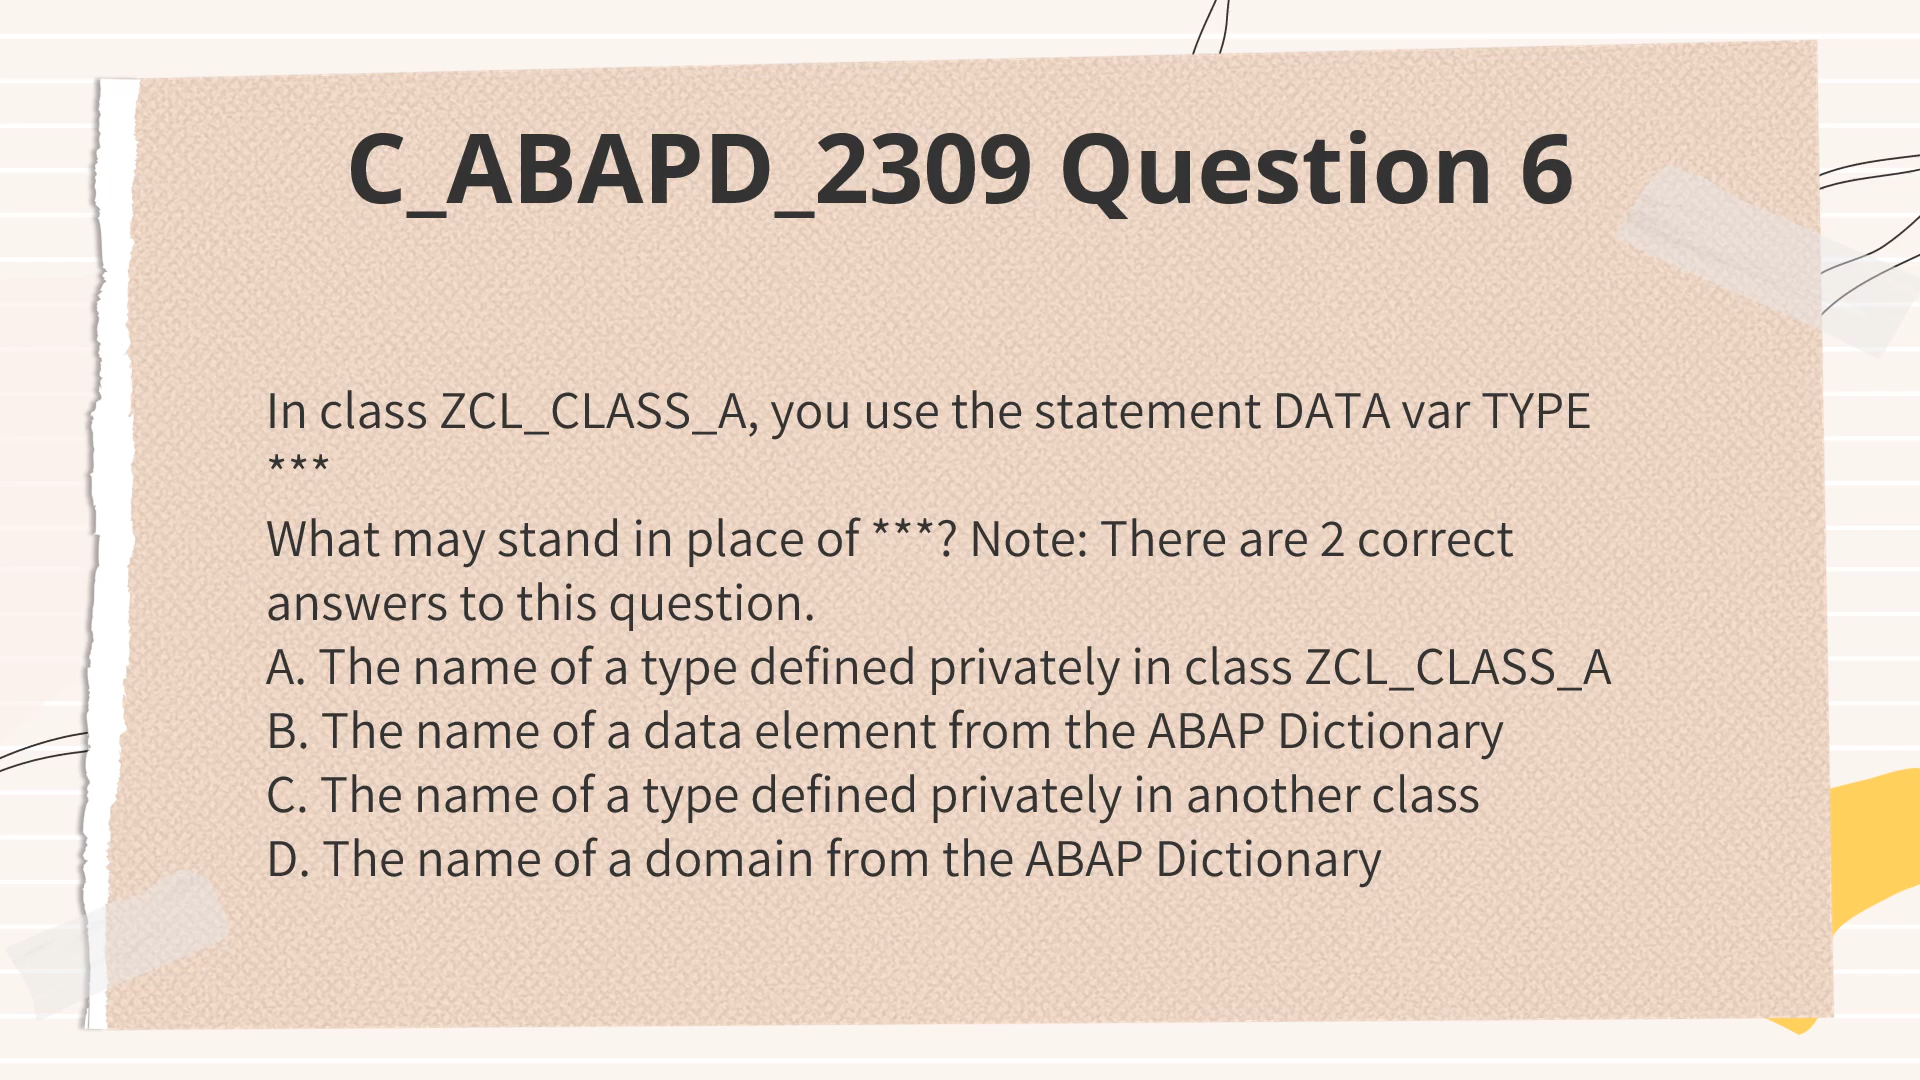 C_ABAPD_2309 Question 6
In class ZCL_CLASS_A, you use the statement DATA var TYPE
***
What may stand in place of ***? Note: There are 2 correct
answers to this question.
A. The name of a type defined privately in class ZCL_CLASS_A
B. The name of a data element from the ABAP Dictionary
C. The name of a type defined privately in another class
D. The name of a domain from the ABAP Dictionary